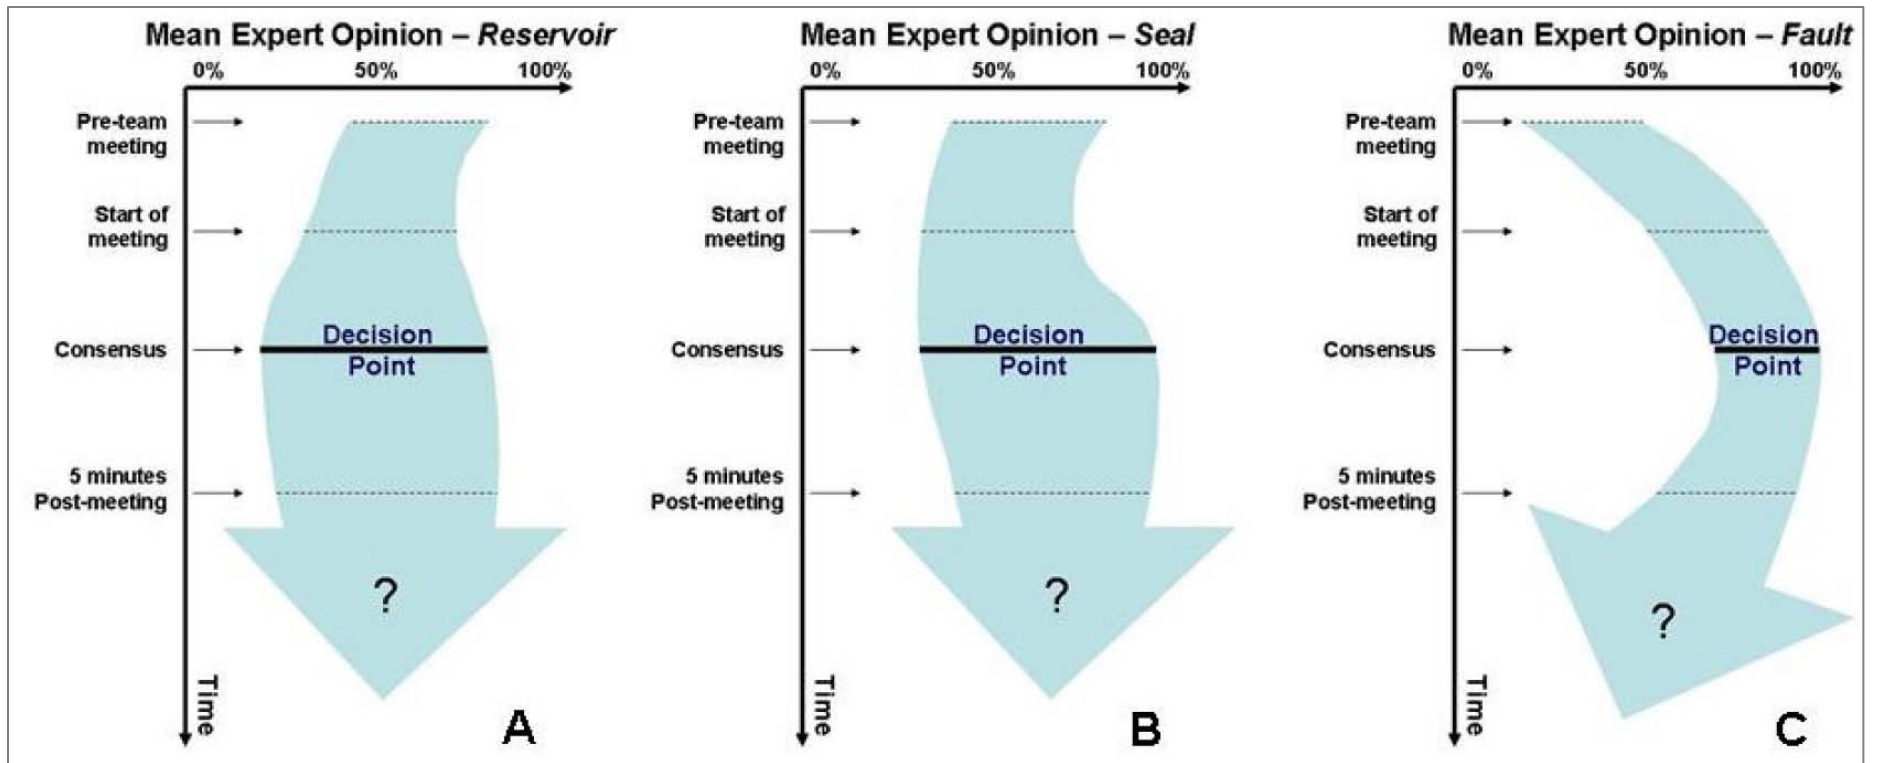 Mean Expert Opinion – Reservoir
0% 50% 100%
Pre-team
meeting
Start of
meeting
Consensus
Decision
Point
5 minutes
Post-meeting
?
Time
A
Mean Expert Opinion – Seal
0% 50% 100%
Pre-team
meeting
Start of
meeting
Consensus
Decision
Point
5 minutes
Post-meeting
?
Time
B
Mean Expert Opinion – Fault
0% 50% 100%
Pre-team
meeting
Start of
meeting
Consensus
Decision
Point
5 minutes
Post-meeting
?
Time
C